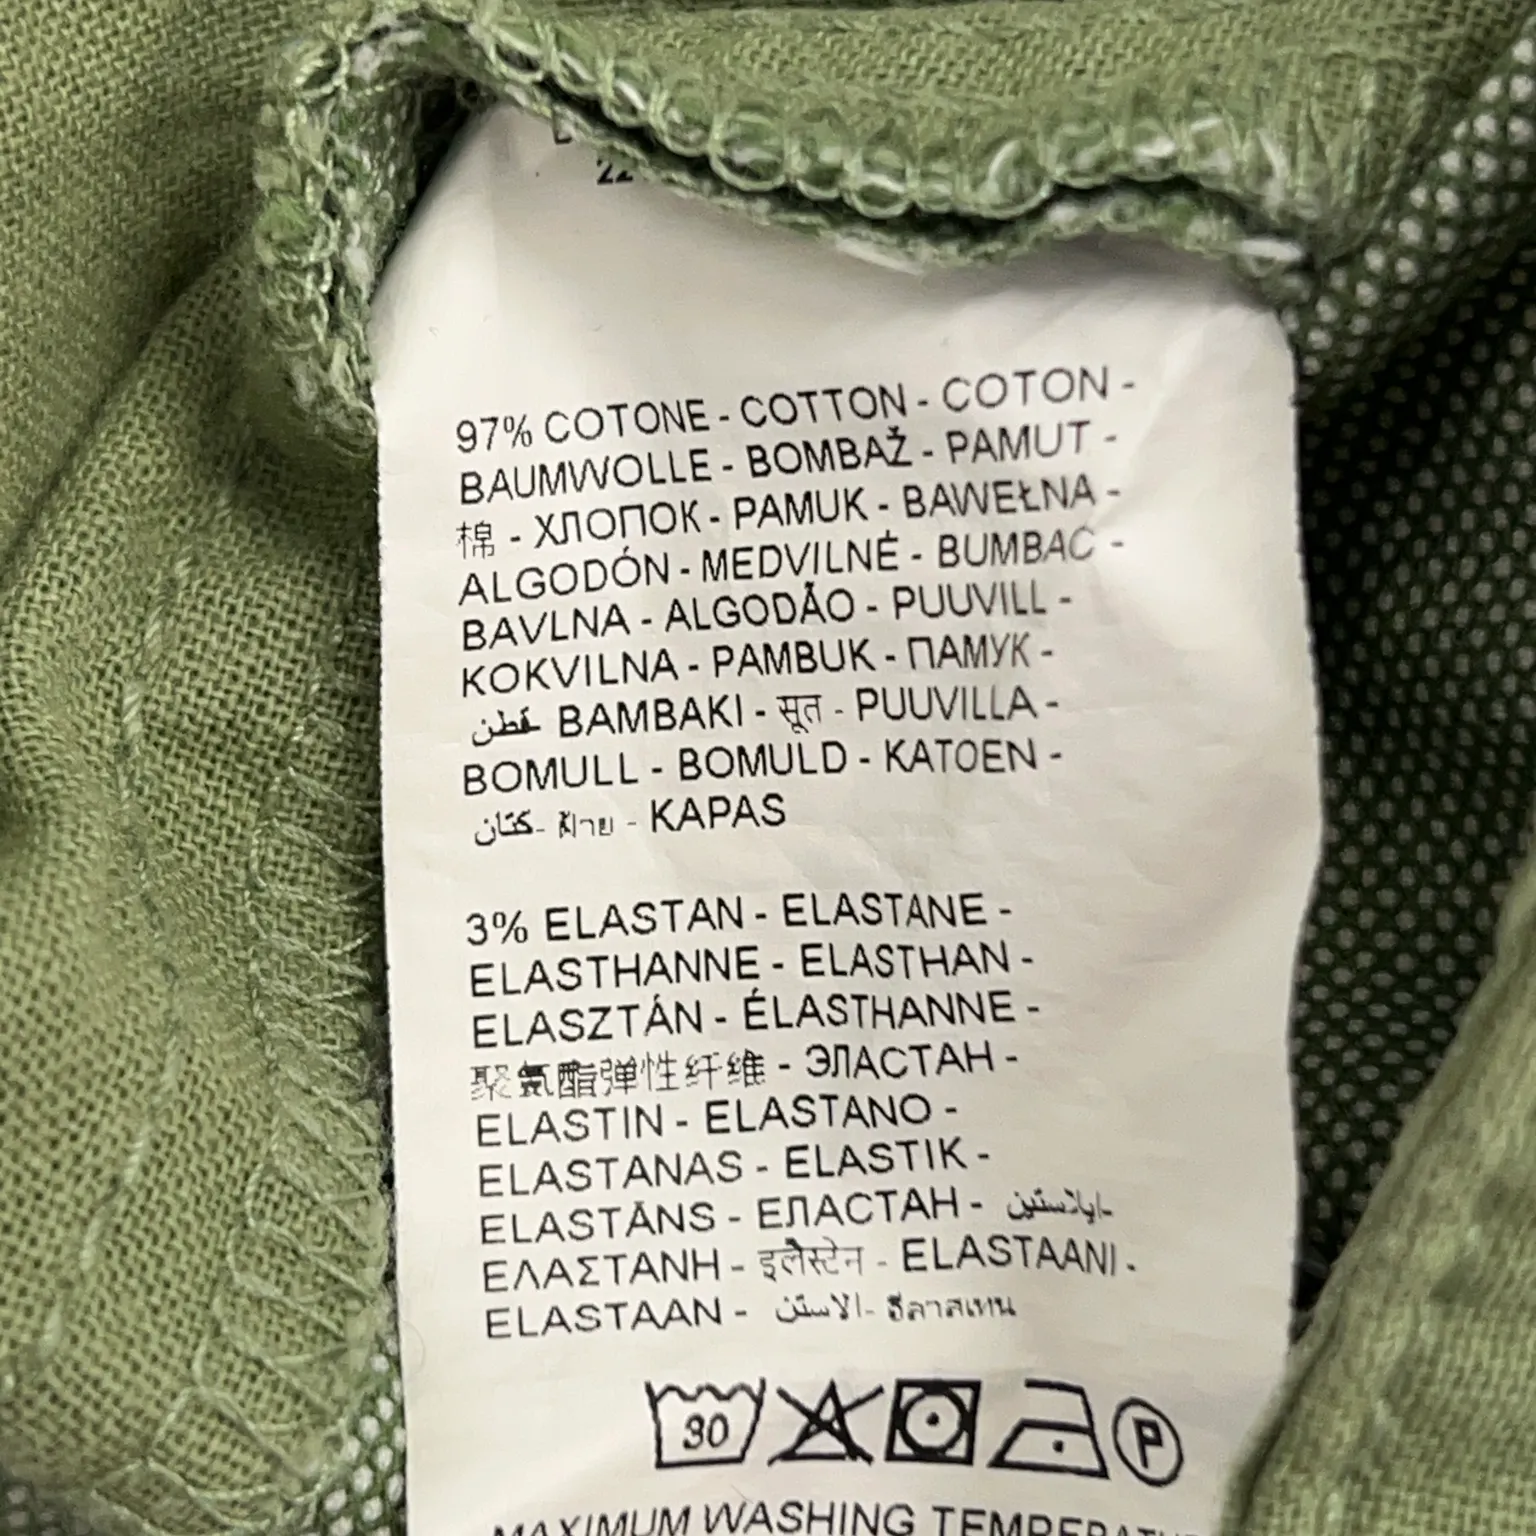 22
97% COTONE - COTTON - COTON -
BAUMWOLLE - BOMBAŽ - PAMUT -
棉 - ХЛОПОК - PAMUK - BAWEŁNA -
ALGODÓN - MEDVILNĖ - BUMBAC -
BAVLNA - ALGODÃO - PUUVILL -
KOKVILNA - PAMBUK - ПАМУК -
قطن BAMBAKI - सूत - PUUVILLA -
BOMULL - BOMULD - KATOEN -
كتان - ฝ้าย - KAPAS
3% ELASTAN - ELASTANE -
ELASTHANNE - ELASTHAN -
ELASZTÁN - ÉLASTHANNE -
聚氨酯弹性纤维 - ЭЛАСТАН -
ELASTIN - ELASTANO -
ELASTANAS - ELASTIK -
ELASTĀNS - ЕЛАСТАН -
ΕΛΑΣΤΑΝΗ - इलैस्टेन - ELASTAANI -
ELASTAAN - الاستن - อีลาสเทน
30
P
MAXIMUM WASHING